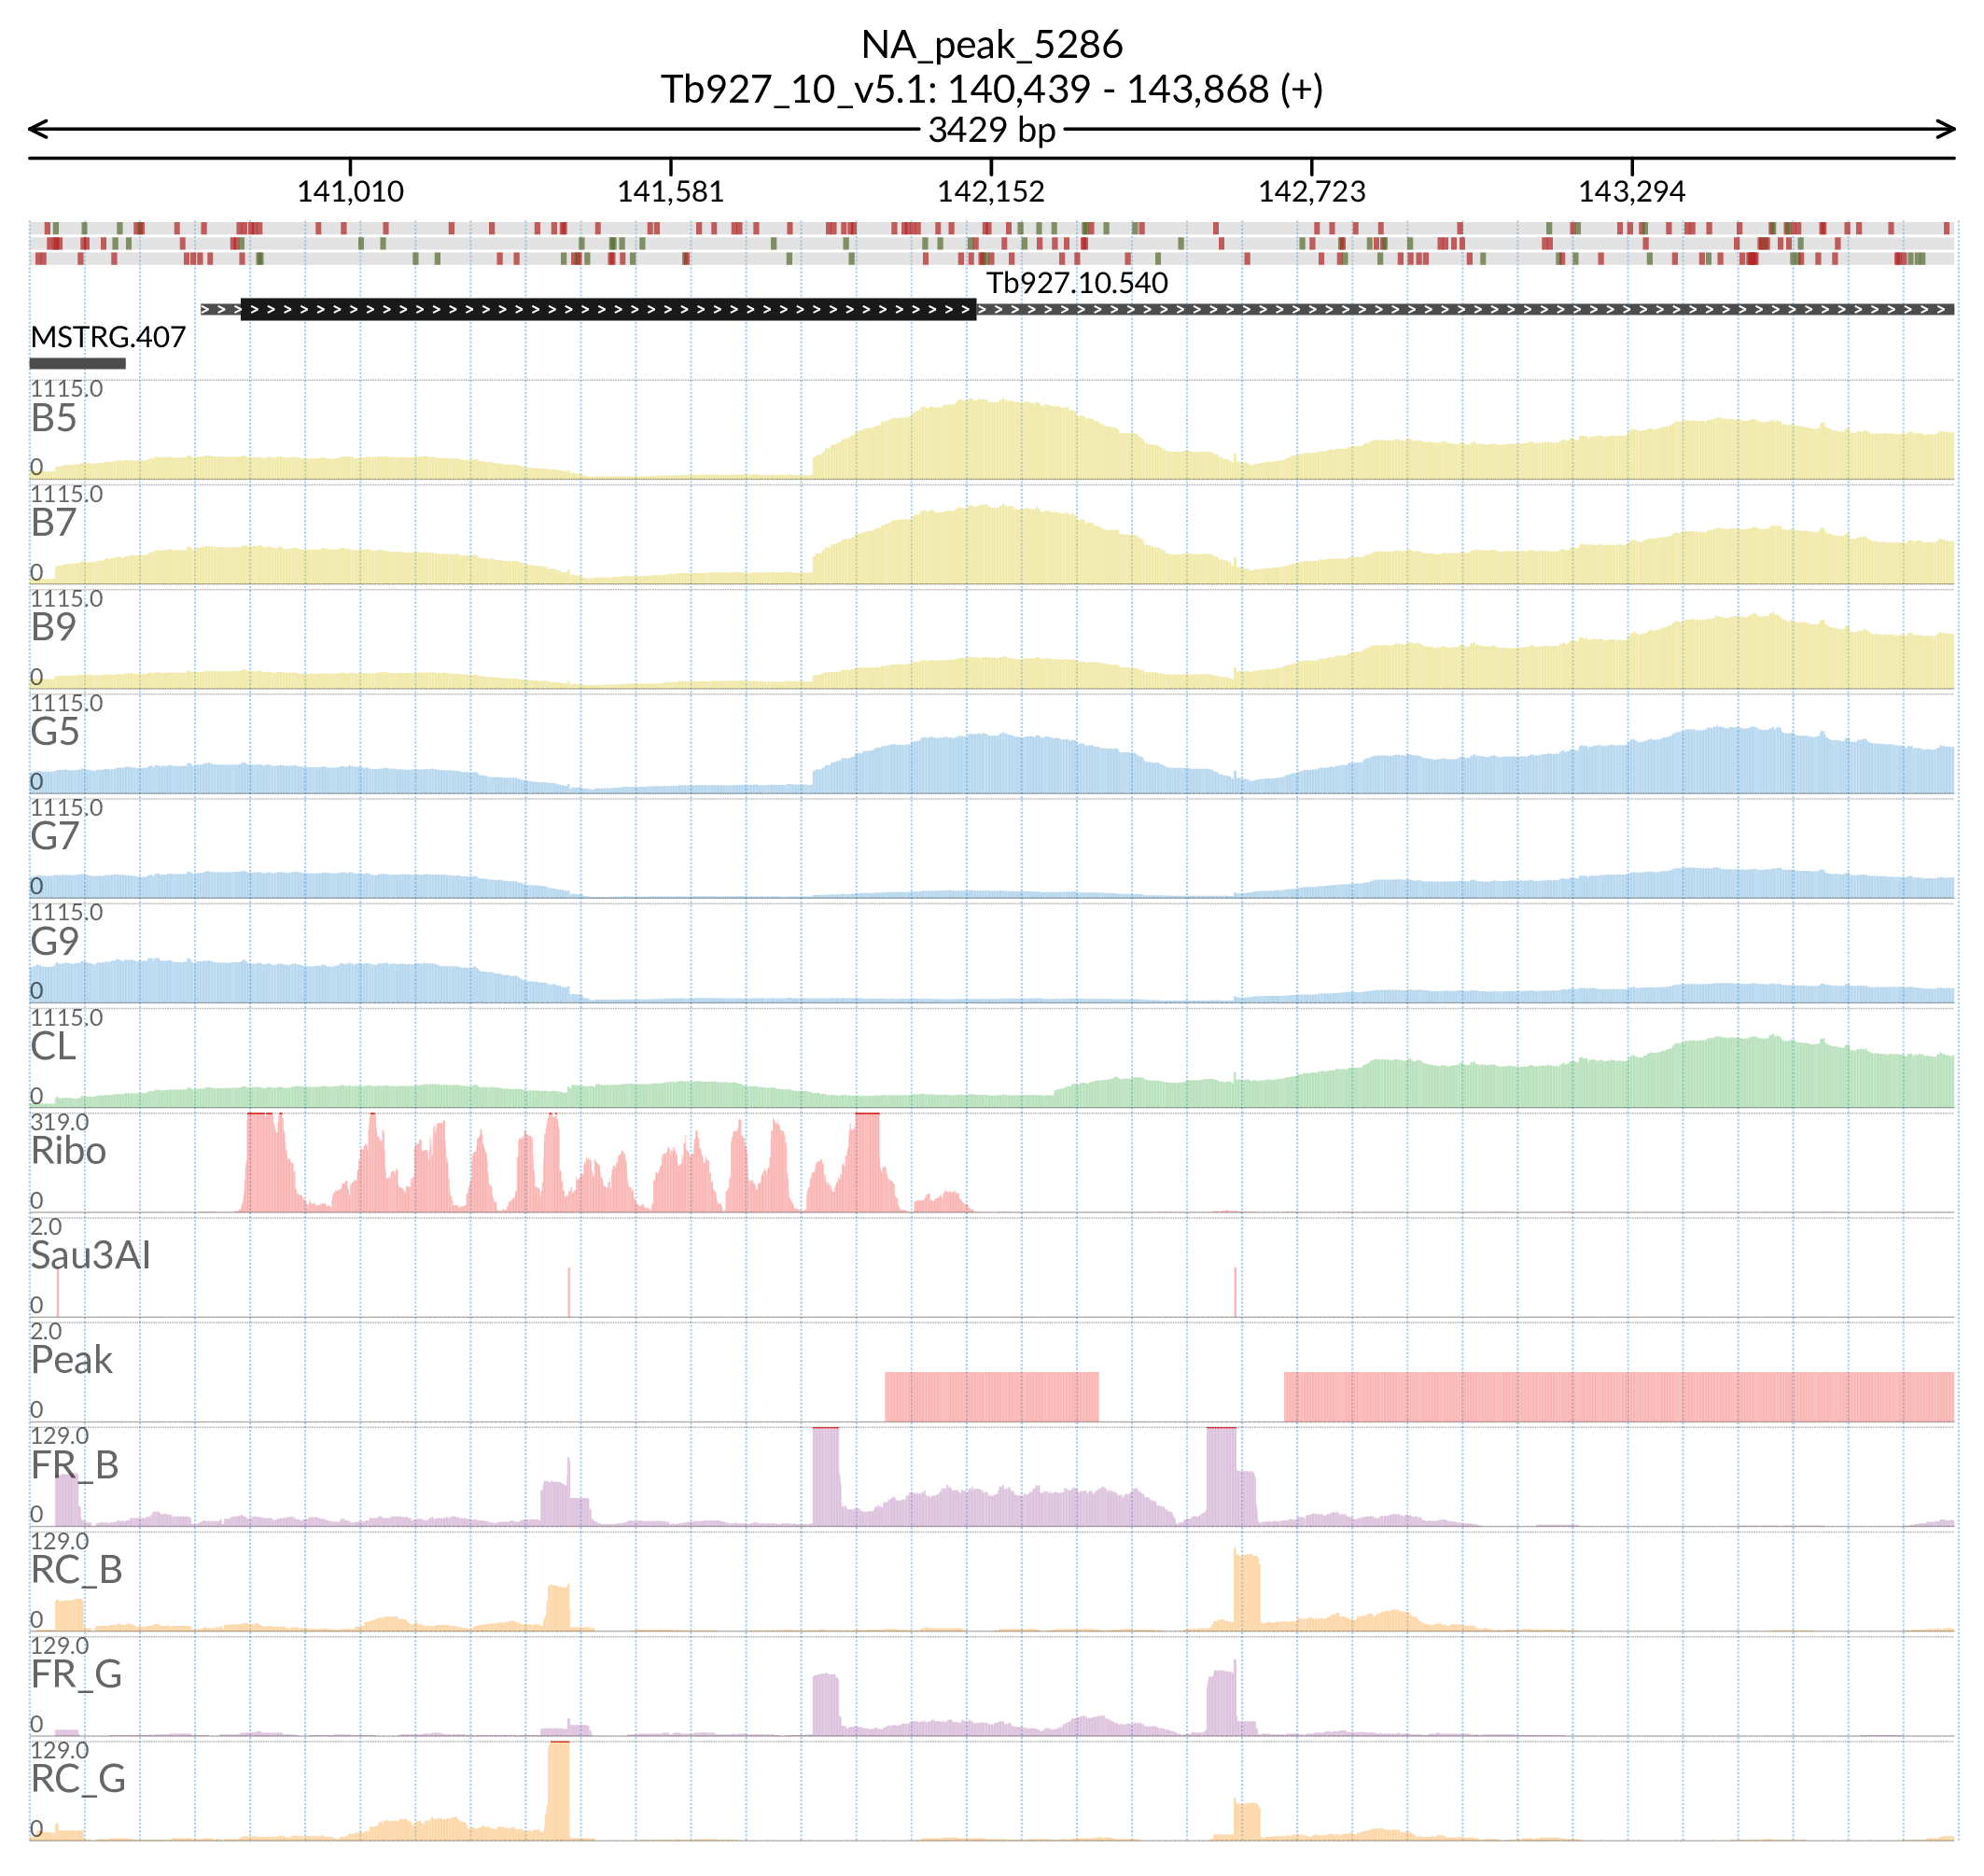 NA_peak_5286
Tb927_10_v5.1: 140,439 - 143,868 (+)
3429 bp
141,010 141,581 142,152 142,723 143,294
Tb927.10.540
MSTRG.407
1115.0
B5
0
1115.0
B7
0
1115.0
B9
0
1115.0
G5
0
1115.0
G7
0
1115.0
G9
0
1115.0
CL
0
319.0
Ribo
0
2.0
Sau3AI
0
2.0
Peak
0
129.0
FR_B
0
129.0
RC_B
0
129.0
FR_G
0
129.0
RC_G
0